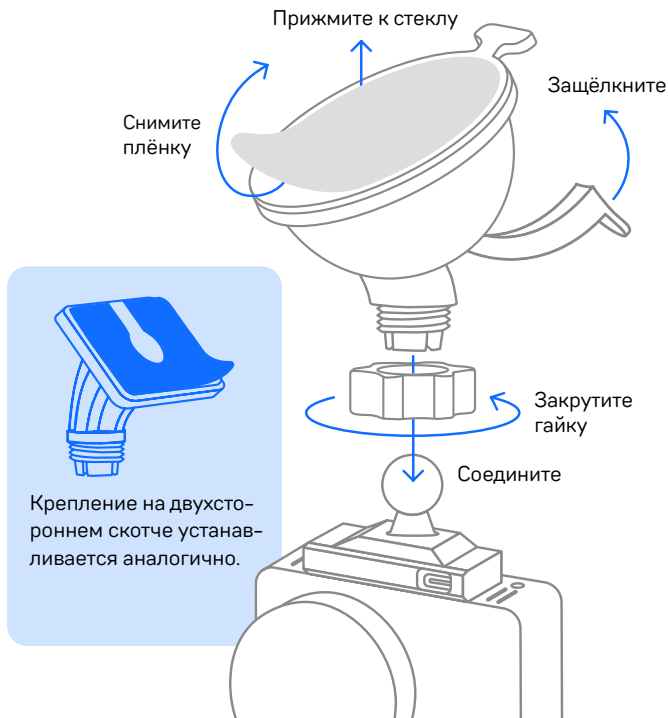 Прижмите к стеклу
Защёлкните
Снимите
плёнку
Закрутите
гайку
Соедините
Крепление на двухсто-
роннем скотче устанав-
ливается аналогично.